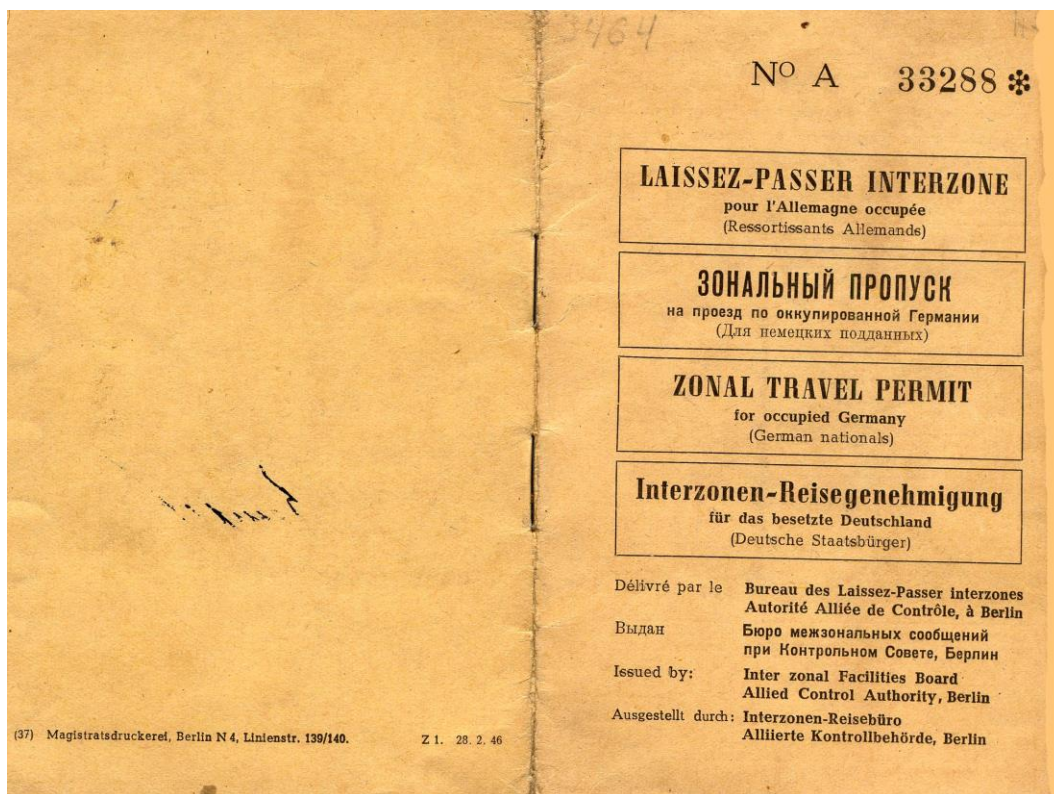 (37) Magistratsdruckerei, Berlin N 4, Linienstr. 139/140. Z 1. 28. 2. 46
3464
Nº A 33288
LAISSEZ-PASSER INTERZONE
pour l'Allemagne occupée
(Ressortissants Allemands)
ЗОНАЛЬНЫЙ ПРОПУСК
на проезд по оккупированной Германии
(Для немецких подданных)
ZONAL TRAVEL PERMIT
for occupied Germany
(German nationals)
Interzonen-Reisegenehmigung
für das besetzte Deutschland
(Deutsche Staatsbürger)
Délivré par le Bureau des Laissez-Passer interzones
Autorité Alliée de Contrôle, à Berlin
Выдан Бюро межзональных сообщений
при Контрольном Совете, Берлин
Issued by: Inter zonal Facilities Board
Allied Control Authority, Berlin
Ausgestellt durch: Interzonen-Reisebüro
Alliierte Kontrollbehörde, Berlin